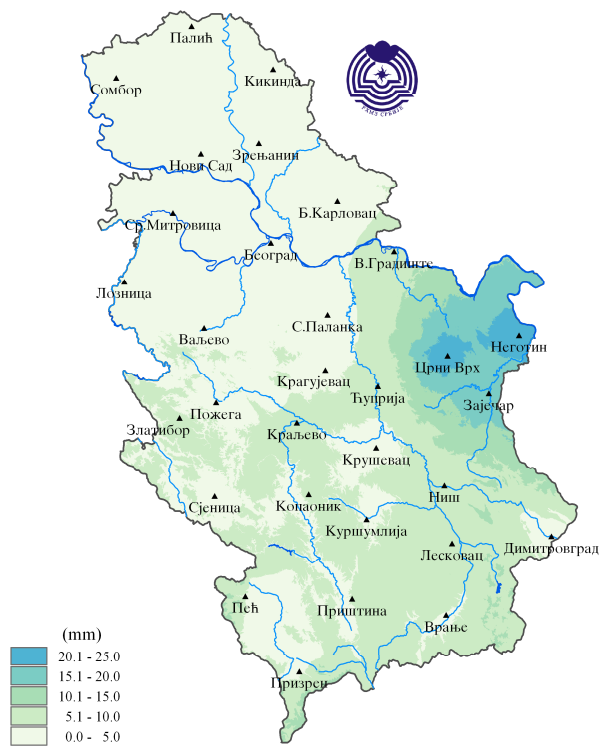 Палић
Кикинда
Сомбор
РХМЗ СРБИЈЕ
Зрењанин
Нови Сад
Б.Карловац
Ср.Митровица
Београд
В.Градиште
Лозница
С.Паланка
Ваљево
Неготин
Црни Врх
Крагујевац
Ћуприја
Зајечар
Пожега
Златибор
Краљево
Крушевац
Ниш
Сјеница
Копаоник
Куршумлија
Димитровград
Лесковац
Пећ
Приштина
Врање
Призрен
(mm)
20.1 - 25.0
15.1 - 20.0
10.1 - 15.0
5.1 - 10.0
0.0 - 5.0